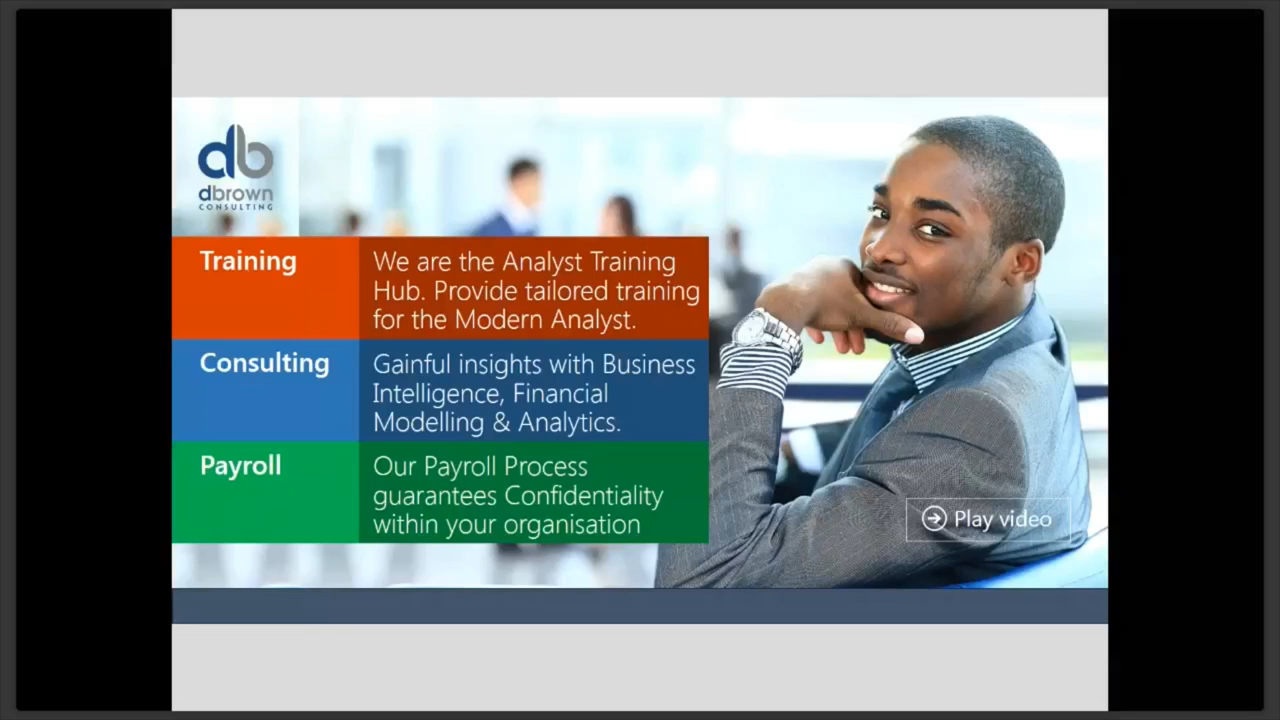 db
dbrown
CONSULTING
Training
We are the Analyst Training
Hub. Provide tailored training
for the Modern Analyst.
Consulting
Gainful insights with Business
Intelligence, Financial
Modelling & Analytics.
Payroll
Our Payroll Process
guarantees Confidentiality
within your organisation
Play video